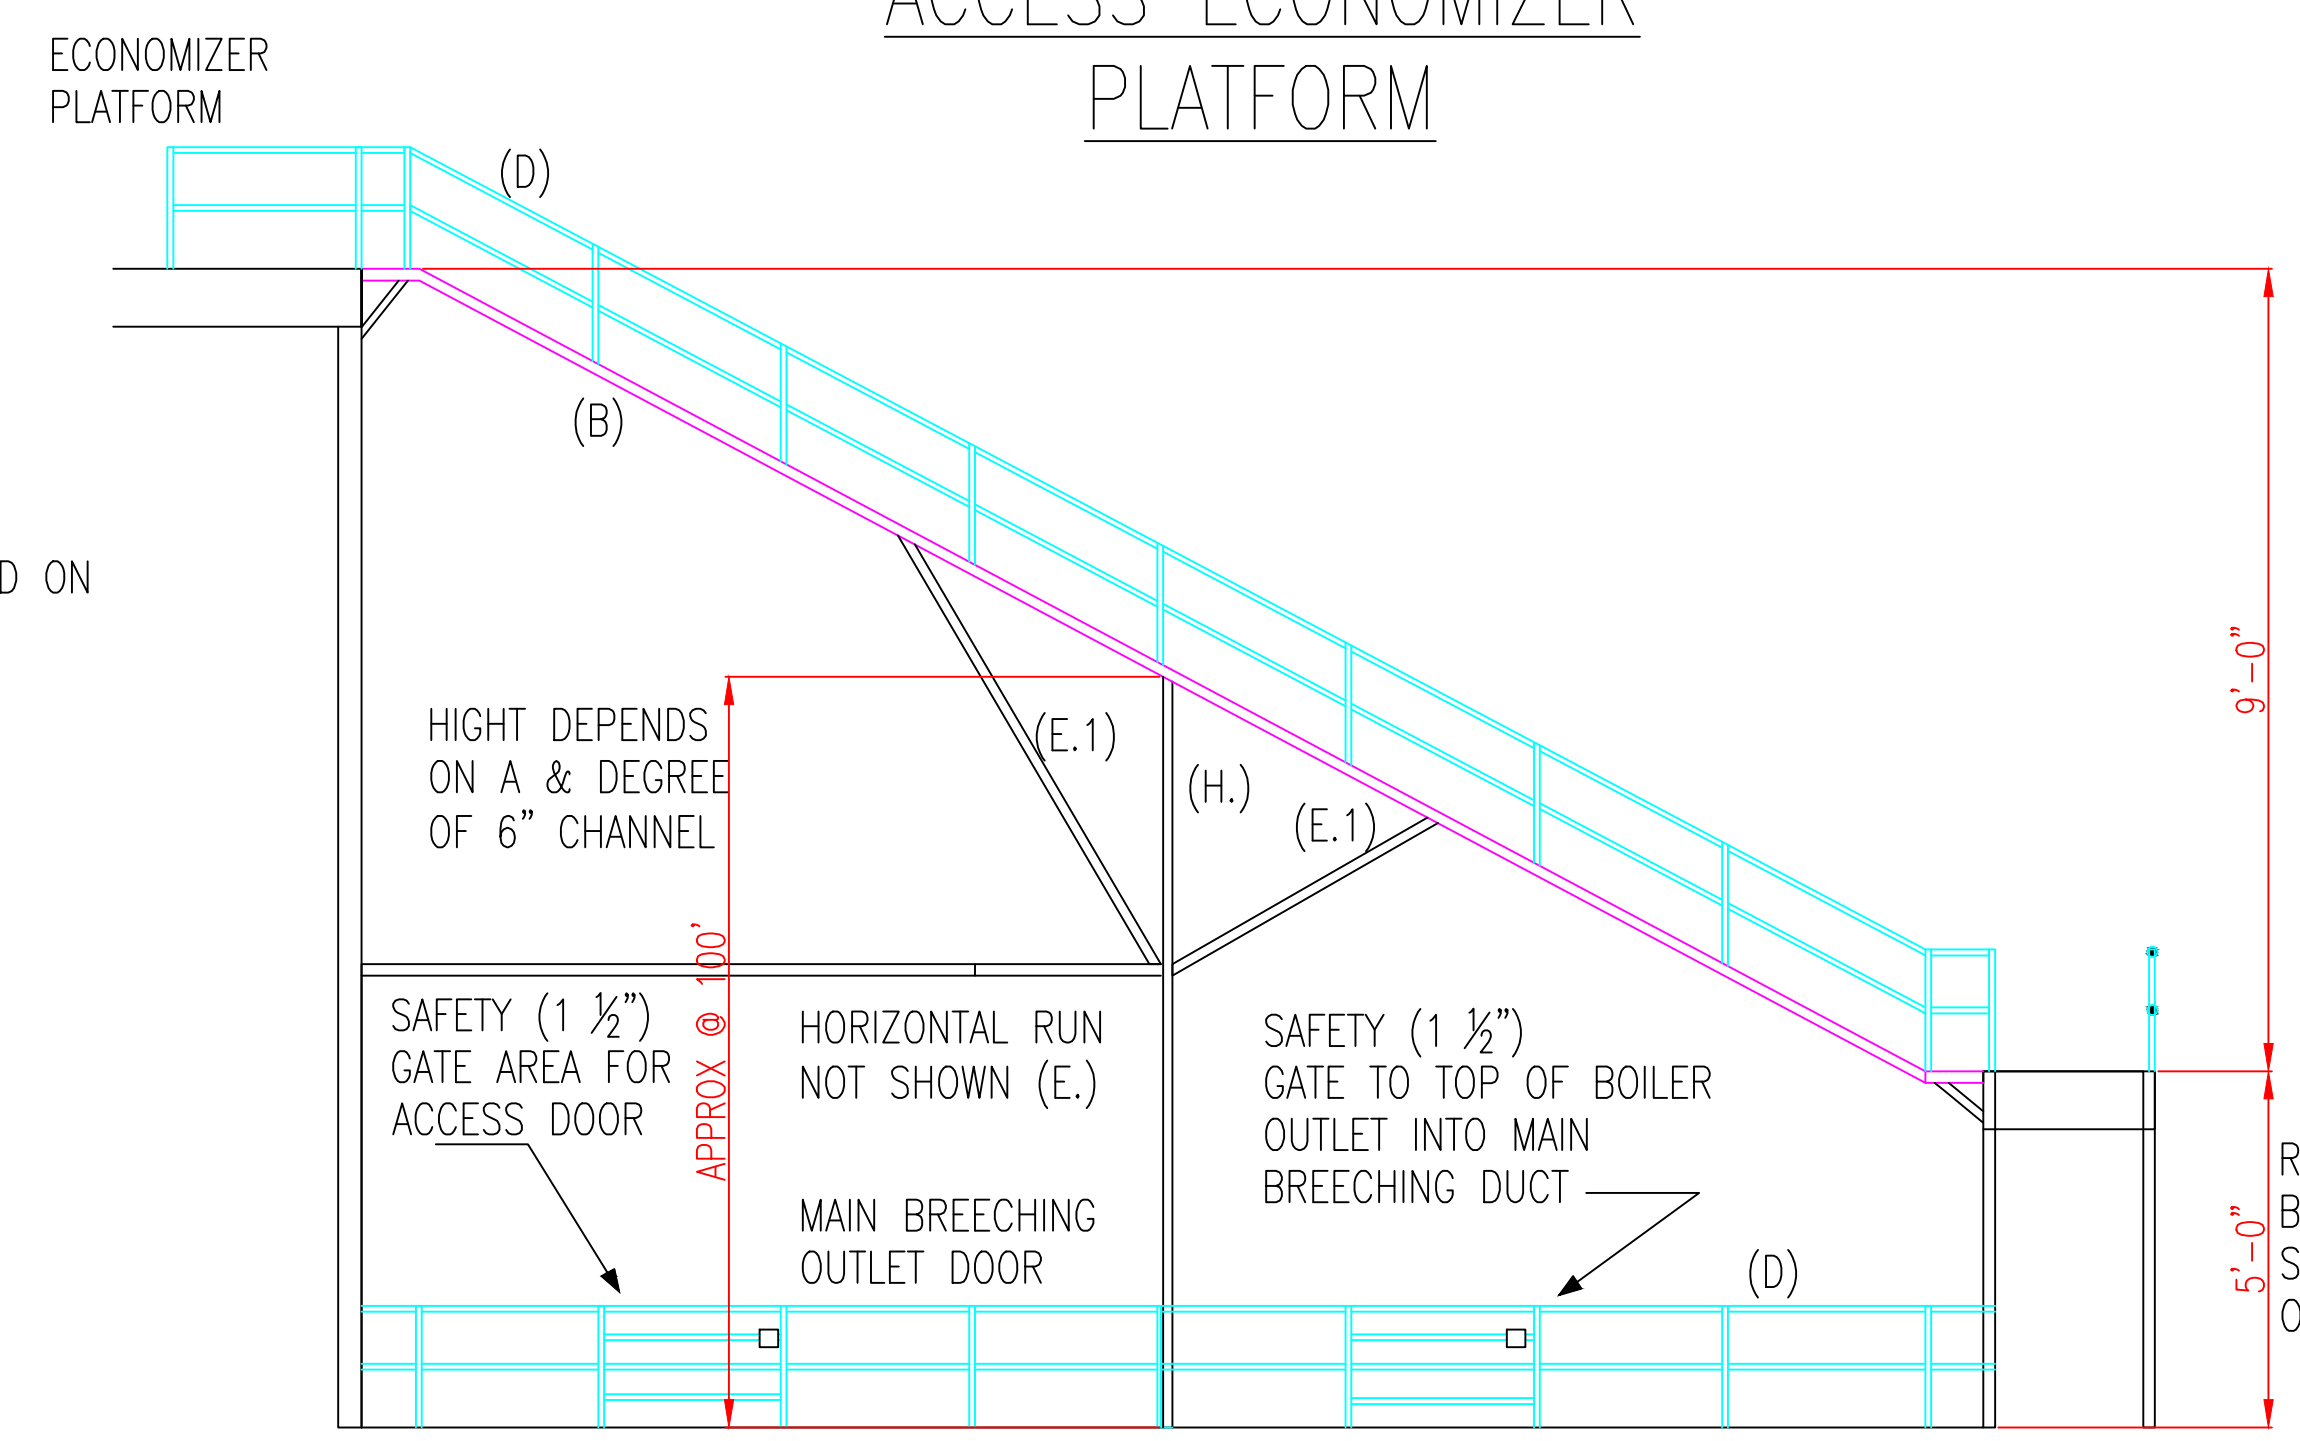 ACCESS ECONOMIZER
PLATFORM
ECONOMIZER
PLATFORM
(D)
(B)
D ON
9'-0"
HIGHT DEPENDS
ON A & DEGREE
OF 6" CHANNEL
(E.1)
(H.)
(E.1)
APPROX @ 100'
SAFETY (1 ½")
GATE AREA FOR
ACCESS DOOR
HORIZONTAL RUN
NOT SHOWN (E.)
MAIN BREECHING
OUTLET DOOR
SAFETY (1 ½")
GATE TO TOP OF BOILER
OUTLET INTO MAIN
BREECHING DUCT
(D)
5'-0"
R
B
S
O